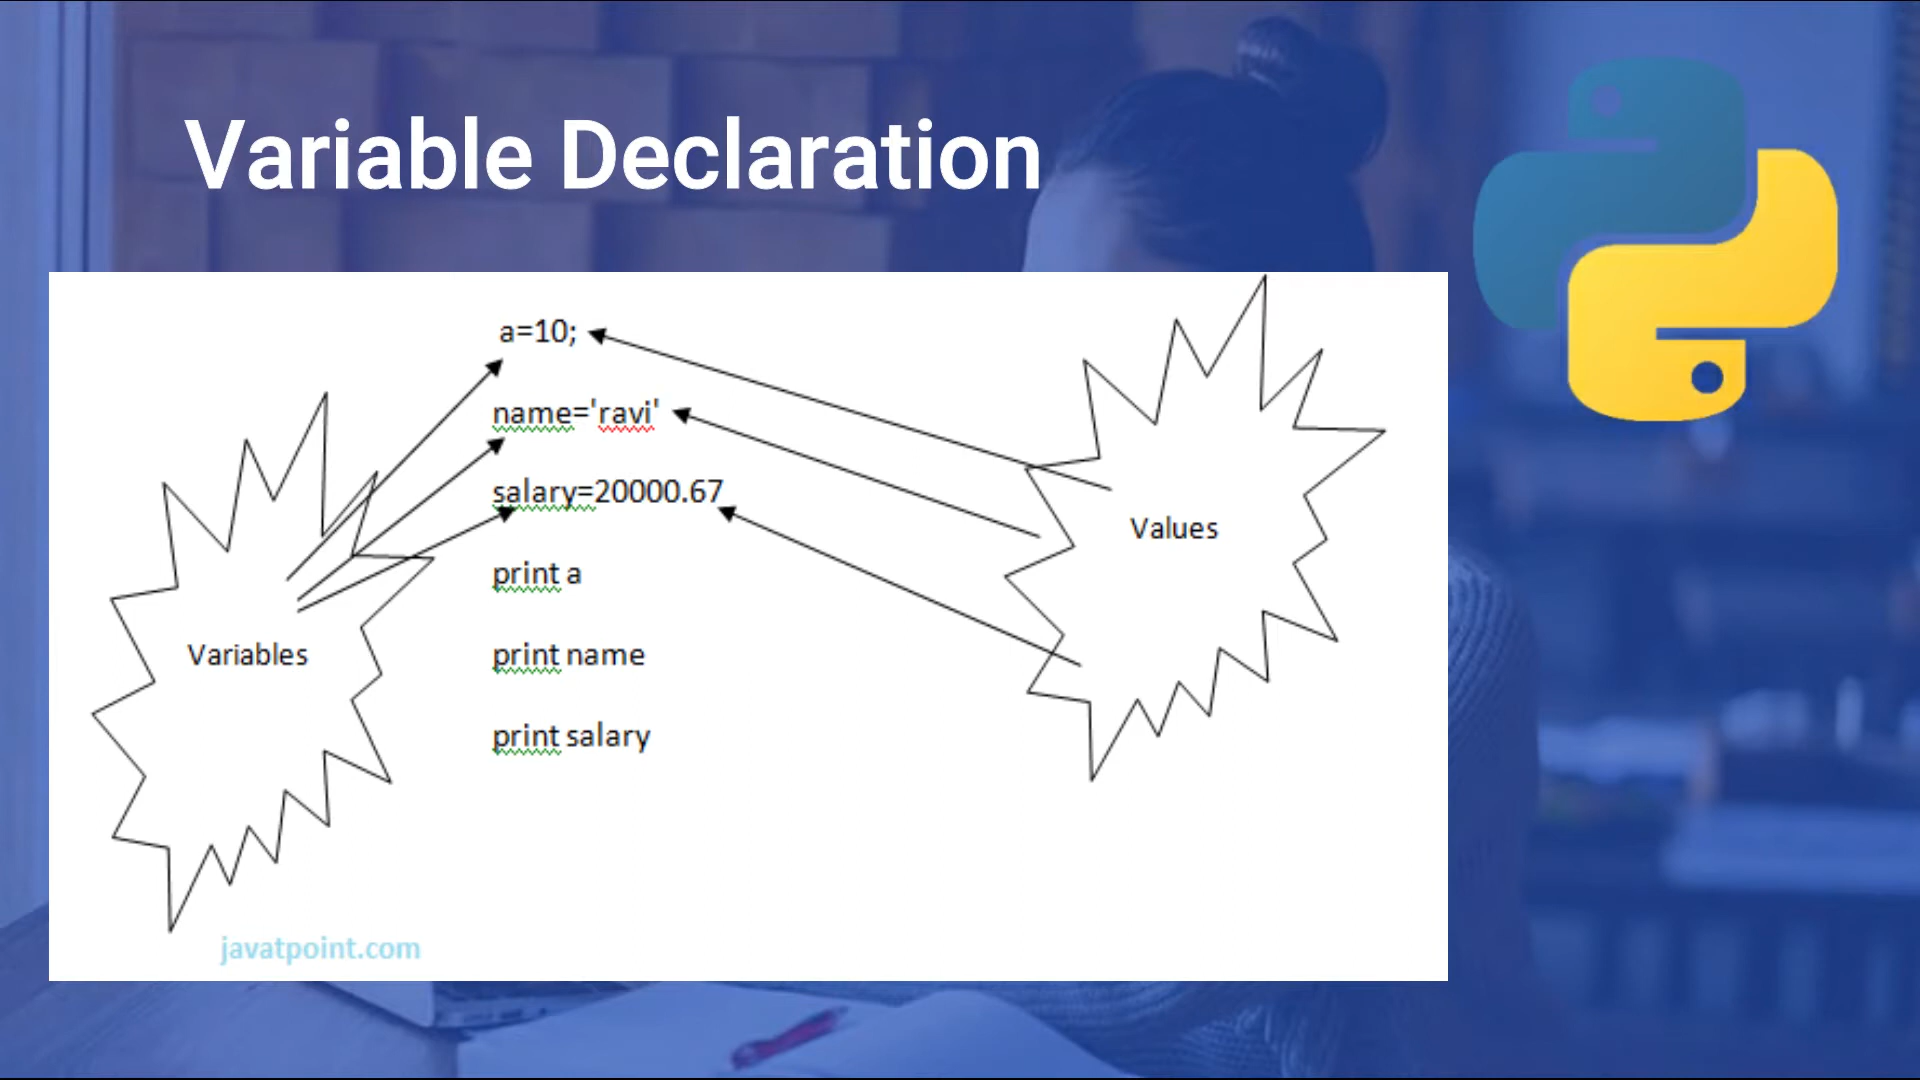 Variable Declaration
a=10;
name='ravi'
salary=20000.67
print a
print name
print salary
Variables
Values
javatpoint.com